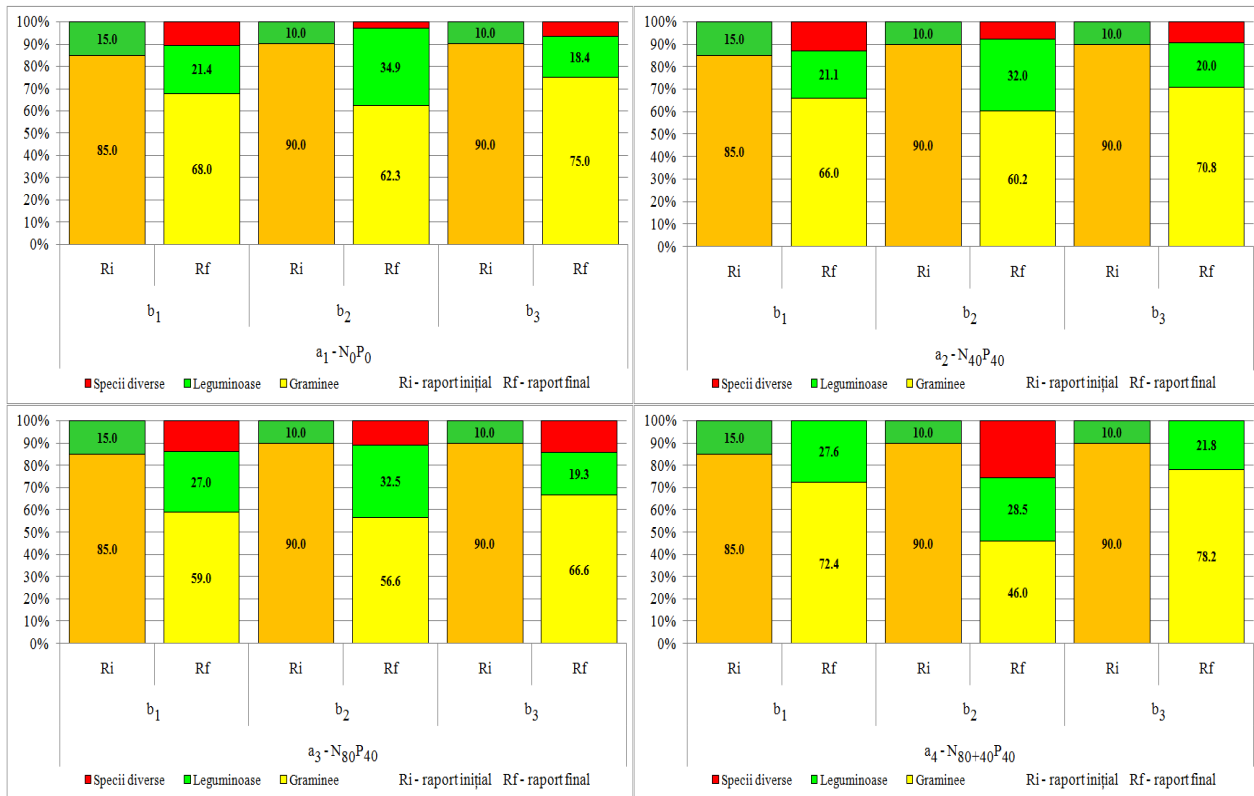 100%
90%
80%
70%
60%
50%
40%
30%
20%
10%
0%
15.0 21.4 10.0 34.9 10.0 18.4
85.0 68.0 90.0 62.3 90.0 75.0
Ri Rf Ri Rf Ri Rf
b1 b2 b3
a1 - N0P0
Specii diverse Leguminoase Graminee Ri - raport inițial Rf - raport final
100%
90%
80%
70%
60%
50%
40%
30%
20%
10%
0%
15.0 21.1 10.0 32.0 10.0 20.0
85.0 66.0 90.0 60.2 90.0 70.8
Ri Rf Ri Rf Ri Rf
b1 b2 b3
a2 - N40P40
Specii diverse Leguminoase Graminee Ri - raport inițial Rf - raport final
100%
90%
80%
70%
60%
50%
40%
30%
20%
10%
0%
15.0 27.0 10.0 32.5 10.0 19.3
85.0 59.0 90.0 56.6 90.0 66.6
Ri Rf Ri Rf Ri Rf
b1 b2 b3
a3 - N80P40
Specii diverse Leguminoase Graminee Ri - raport inițial Rf - raport final
100%
90%
80%
70%
60%
50%
40%
30%
20%
10%
0%
15.0 27.6 10.0 28.5 10.0 21.8
85.0 72.4 90.0 46.0 90.0 78.2
Ri Rf Ri Rf Ri Rf
b1 b2 b3
a4 - N80+40P40
Specii diverse Leguminoase Graminee Ri - raport inițial Rf - raport final